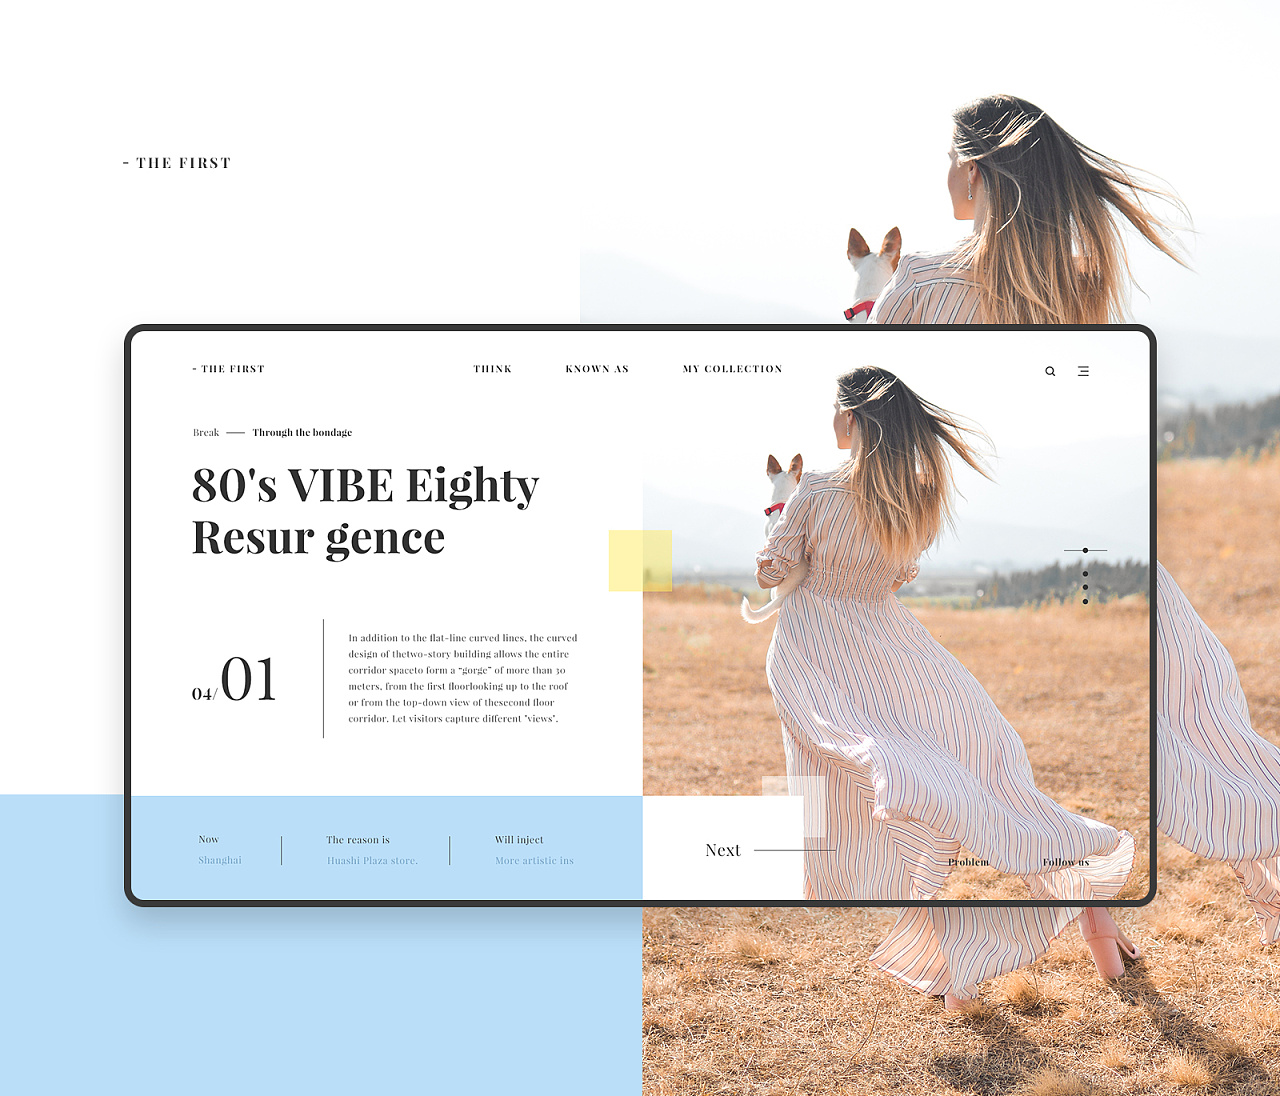 - THE FIRST
- THE FIRST
THINK
KNOWN AS
MY COLLECTION
Break
Through the bondage
80's VIBE Eighty
Resur gence
04/01
In addition to the flat-line curved lines, the curved
design of thetwo-story building allows the entire
corridor spaceto form a “gorge” of more than 30
meters, from the first floorlooking up to the roof
or from the top-down view of thesecond floor
corridor. Let visitors capture different "views".
Now
Shanghai
The reason is
Huashi Plaza store.
Will inject
More artistic ins
Next
Problem
Follow us